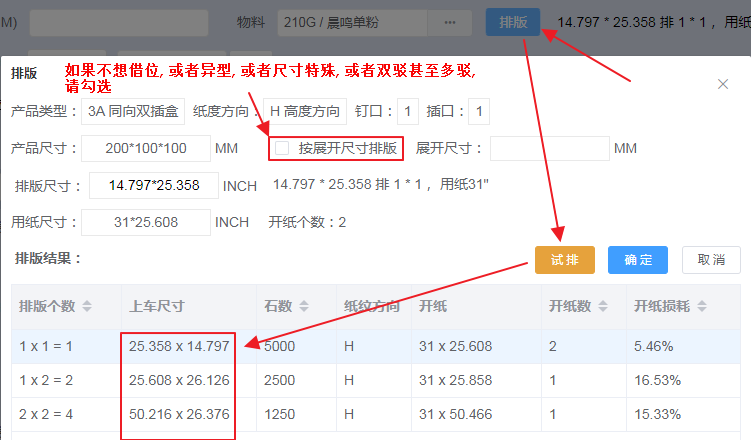 M) 物料 210G / 晨鸣单粉 ··· 排版 14.797 * 25.358 排 1 * 1 ，用纸
排版
如果不想借位, 或者异型, 或者尺寸特殊, 或者双驳甚至多驳,
请勾选
产品类型： 3A 同向双插盒 纸度方向： H 高度方向 钉口： 1 插口： 1
产品尺寸： 200*100*100 MM 按展开尺寸排版 展开尺寸： MM
排版尺寸： 14.797*25.358 INCH 14.797 * 25.358 排 1 * 1 ，用纸31"
用纸尺寸： 31*25.608 INCH 开纸个数：2
排版结果： 试 排 确 定 取 消
排版个数 上车尺寸 石数 纸纹方向 开纸 开纸数 开纸损耗
1 x 1 = 1 25.358 x 14.797 5000 H 31 x 25.608 2 5.46%
1 x 2 = 2 25.608 x 26.126 2500 H 31 x 25.858 1 16.53%
2 x 2 = 4 50.216 x 26.376 1250 H 31 x 50.466 1 15.33%